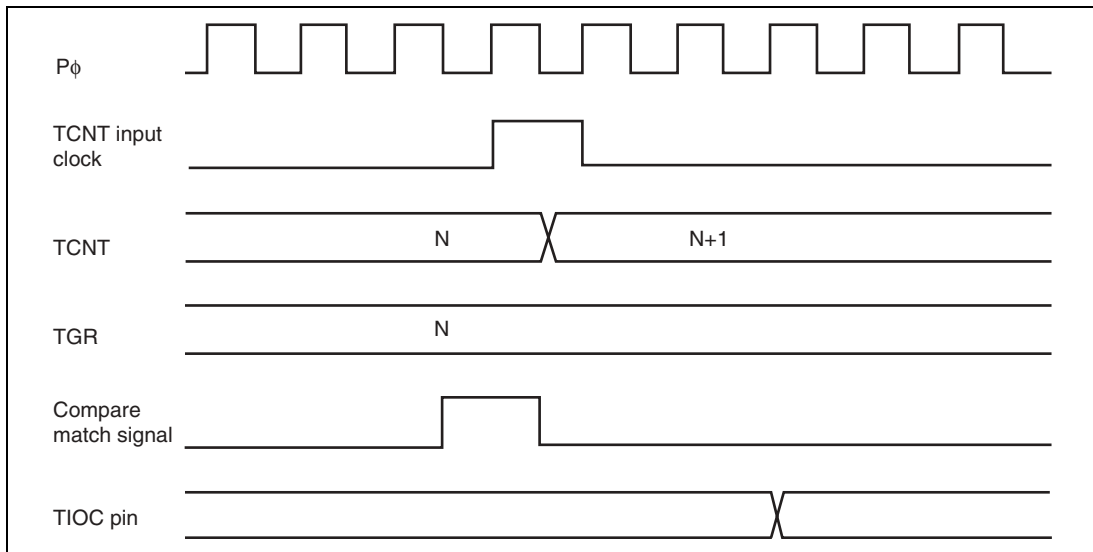 Pϕ
TCNT input
clock
TCNT
N
N+1
TGR
N
Compare
match signal
TIOC pin